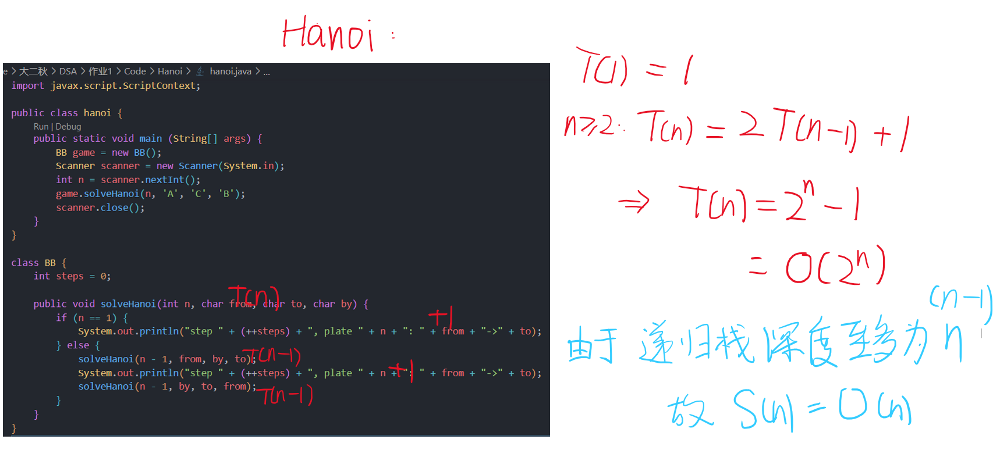 Hanoi:
e > 大二秋 > DSA > 作业1 > Code > Hanoi > hanoi.java > ...
import javax.script.ScriptContext;
public class hanoi {
Run | Debug
public static void main (String[] args) {
BB game = new BB();
Scanner scanner = new Scanner(System.in);
int n = scanner.nextInt();
game.solveHanoi(n, 'A', 'C', 'B');
scanner.close();
}
}
class BB {
int steps = 0;
T(n)
public void solveHanoi(int n, char from, char to, char by) {
if (n == 1) {
+1
System.out.println("step " + (++steps) + ", plate " + n + ": " + from + "->" + to);
} else {
solveHanoi(n - 1, from, by, to); T(n-1)
System.out.println("step " + (++steps) + ", plate " + n + ": " + from + "->" + to);
+1
solveHanoi(n - 1, by, to, from); T(n-1)
}
}
}
T(1) = 1
n≥2: T(n) = 2T(n-1) + 1
⇒ T(n) = 2^n - 1
= O(2^n)
(n-1)
由于递归栈深度至多为 n
故 S(n) = O(n)